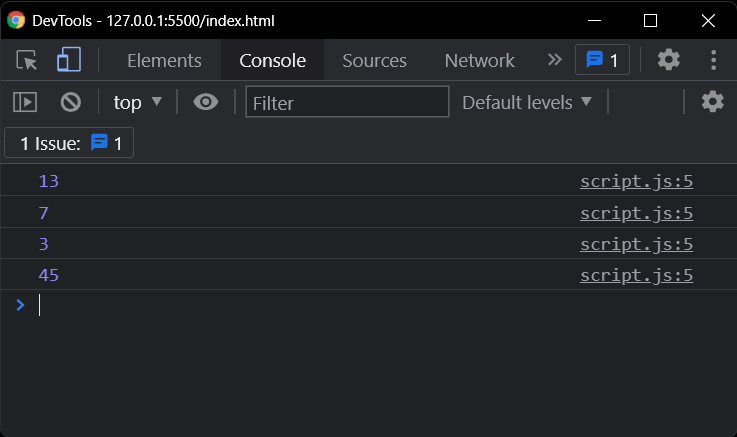 DevTools - 127.0.0.1:5500/index.html
Elements Console Sources Network 1
top Filter Default levels
1 Issue: 1
13 script.js:5
7 script.js:5
3 script.js:5
45 script.js:5